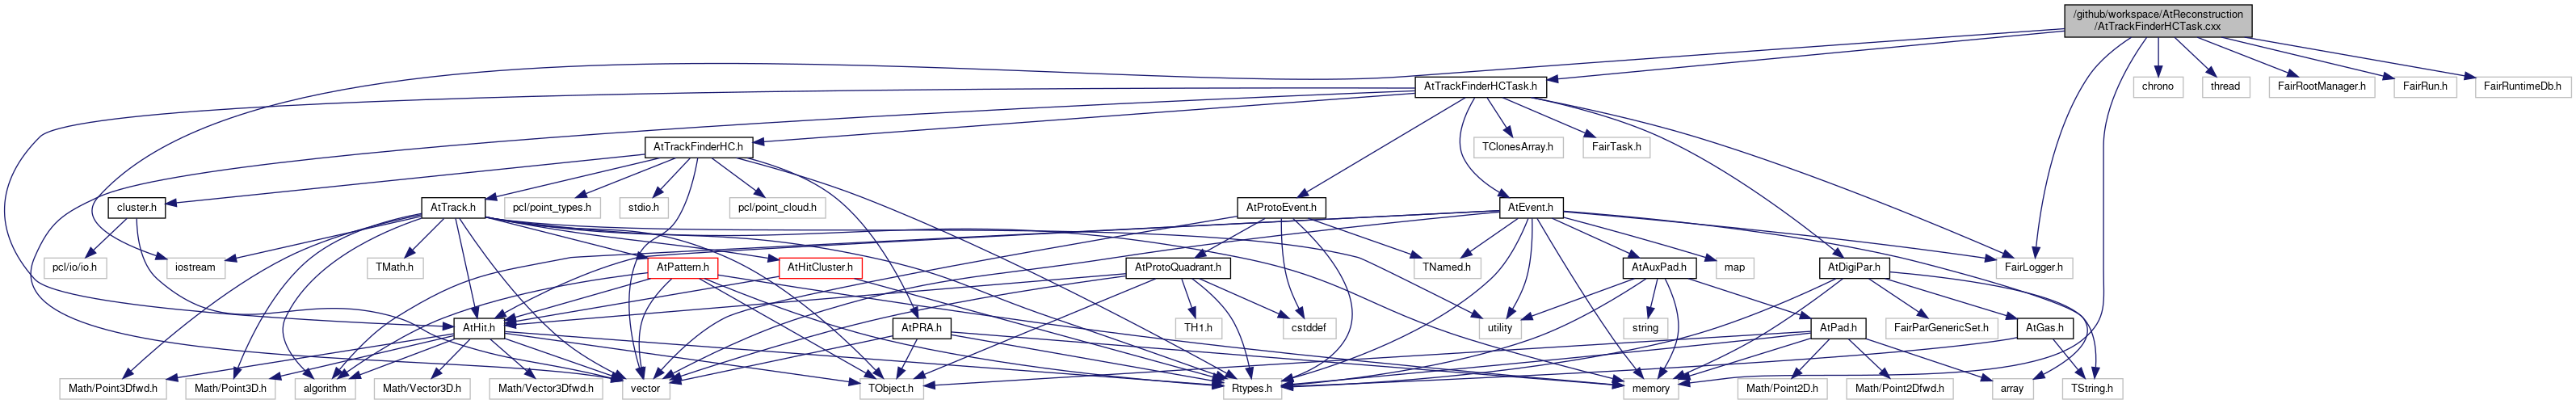 /github/workspace/AtReconstruction
/AtTrackFinderHCTask.cxx
AtTrackFinderHCTask.h
chrono
thread
FairRootManager.h
FairRun.h
FairRuntimeDb.h
AtTrackFinderHC.h
TClonesArray.h
FairTask.h
cluster.h
AtTrack.h
pcl/point_types.h
stdio.h
pcl/point_cloud.h
AtProtoEvent.h
AtEvent.h
pcl/io/io.h
iostream
TMath.h
AtPattern.h
AtHitCluster.h
AtProtoQuadrant.h
TNamed.h
AtAuxPad.h
map
AtDigiPar.h
FairLogger.h
AtHit.h
AtPRA.h
TH1.h
cstddef
utility
string
AtPad.h
FairParGenericSet.h
AtGas.h
Math/Point3Dfwd.h
Math/Point3D.h
algorithm
Math/Vector3D.h
Math/Vector3Dfwd.h
vector
TObject.h
Rtypes.h
memory
Math/Point2D.h
Math/Point2Dfwd.h
array
TString.h